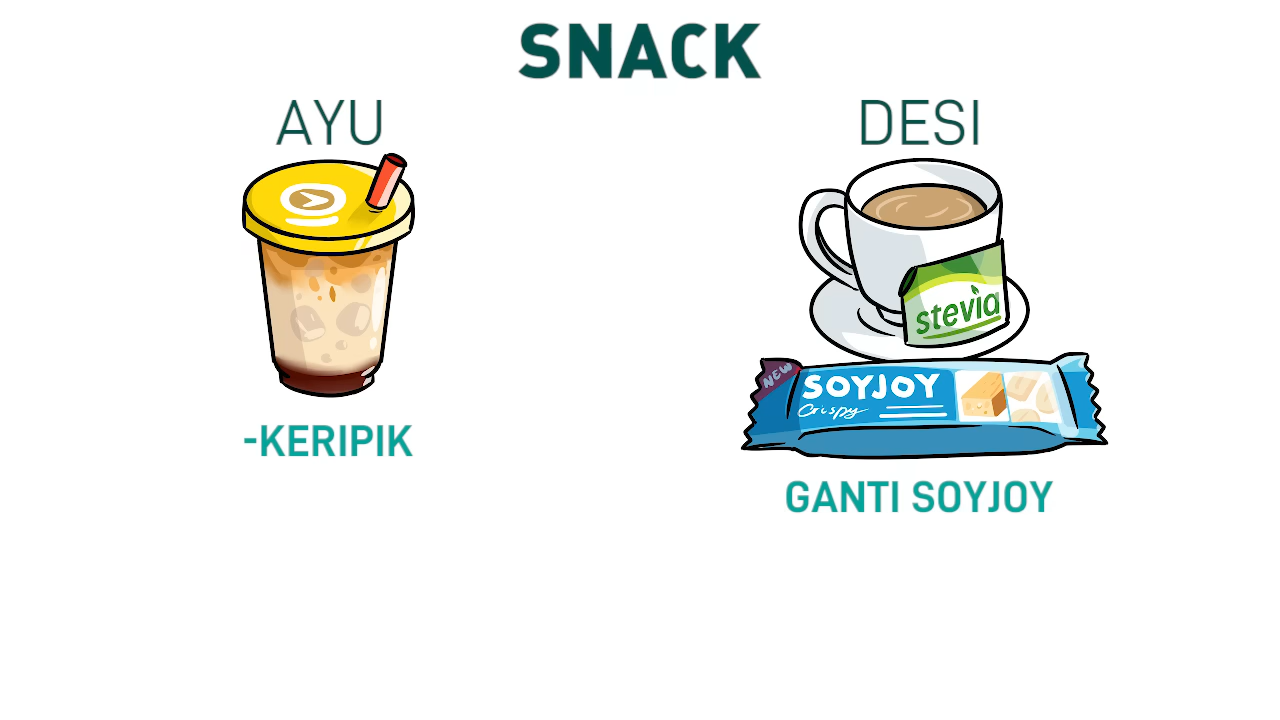 SNACK
AYU
DESI
stevia
NEW
SOYJOY
Crispy
-KERIPIK
GANTI SOYJOY